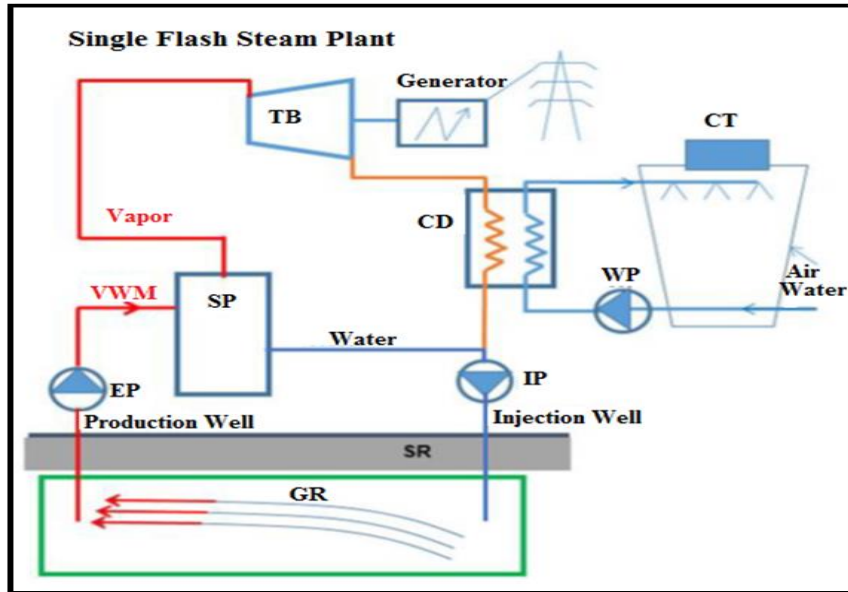 Single Flash Steam Plant
Generator
TB
CT
Vapor
CD
VWM
SP
WP
Air
Water
Water
EP
IP
Production Well
Injection Well
SR
GR